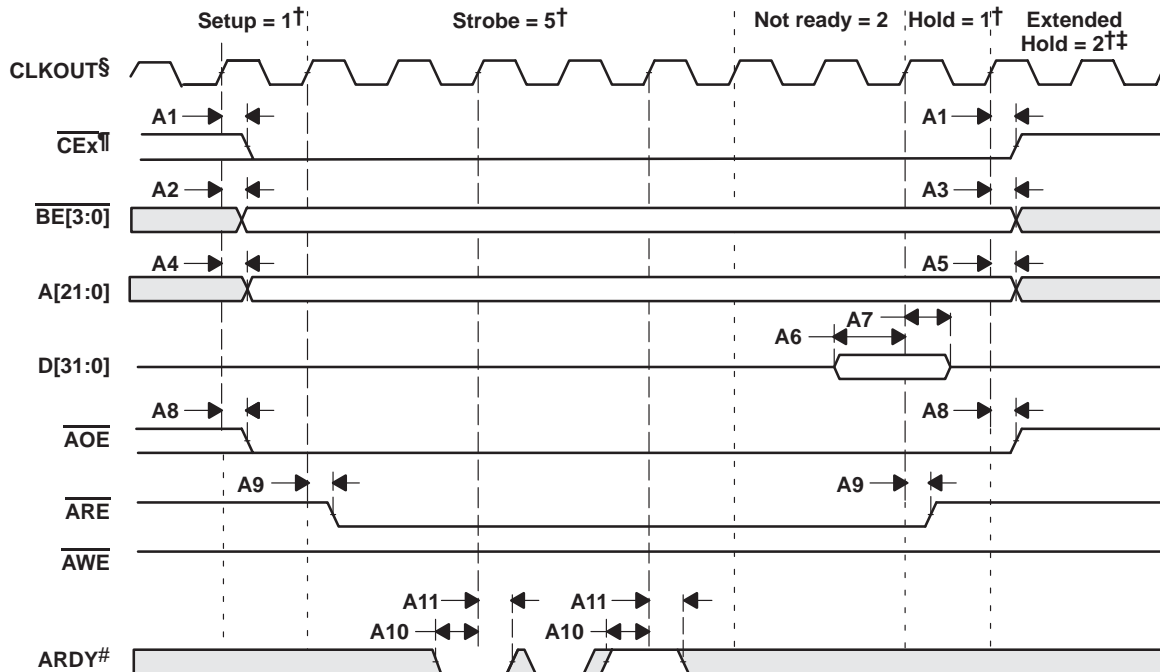 Setup = 1† Strobe = 5† Not ready = 2 Hold = 1† Extended
Hold = 2†‡
CLKOUT§
A1 A1
CEx¶
A2 A3
BE[3:0]
A4 A5
A[21:0]
A7
A6
D[31:0]
A8 A8
AOE
A9 A9
ARE
AWE
A11 A11
A10 A10
ARDY#